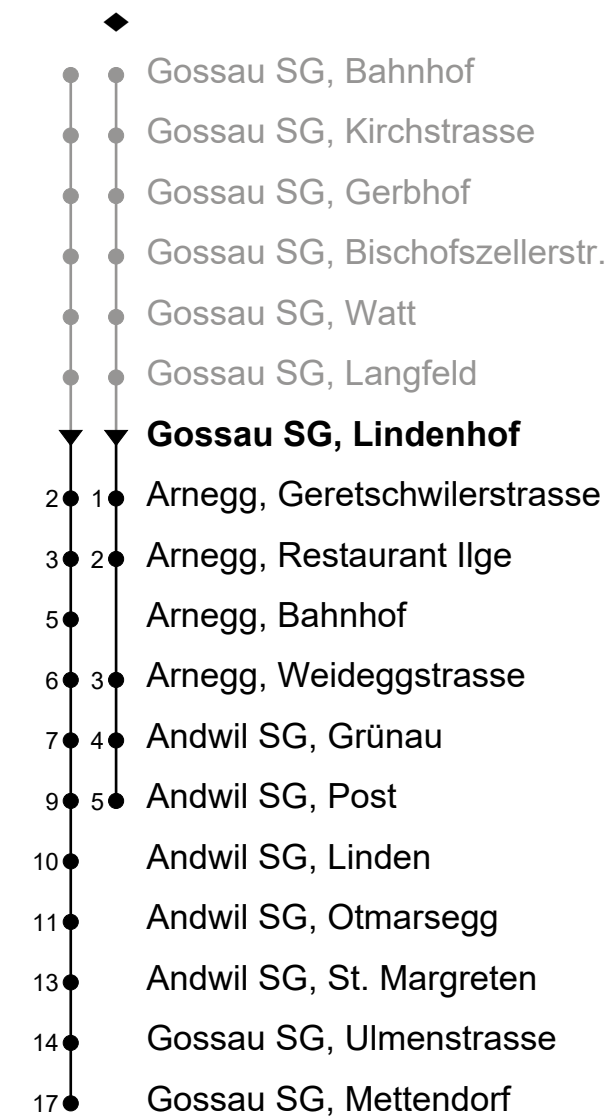 Gossau SG, Bahnhof
Gossau SG, Kirchstrasse
Gossau SG, Gerbhof
Gossau SG, Bischofszellerstr.
Gossau SG, Watt
Gossau SG, Langfeld
Gossau SG, Lindenhof
2 1 Arnegg, Geretschwilerstrasse
3 2 Arnegg, Restaurant Ilge
5 Arnegg, Bahnhof
6 3 Arnegg, Weideggstrasse
7 4 Andwil SG, Grünau
9 5 Andwil SG, Post
10 Andwil SG, Linden
11 Andwil SG, Otmarsegg
13 Andwil SG, St. Margreten
14 Gossau SG, Ulmenstrasse
17 Gossau SG, Mettendorf